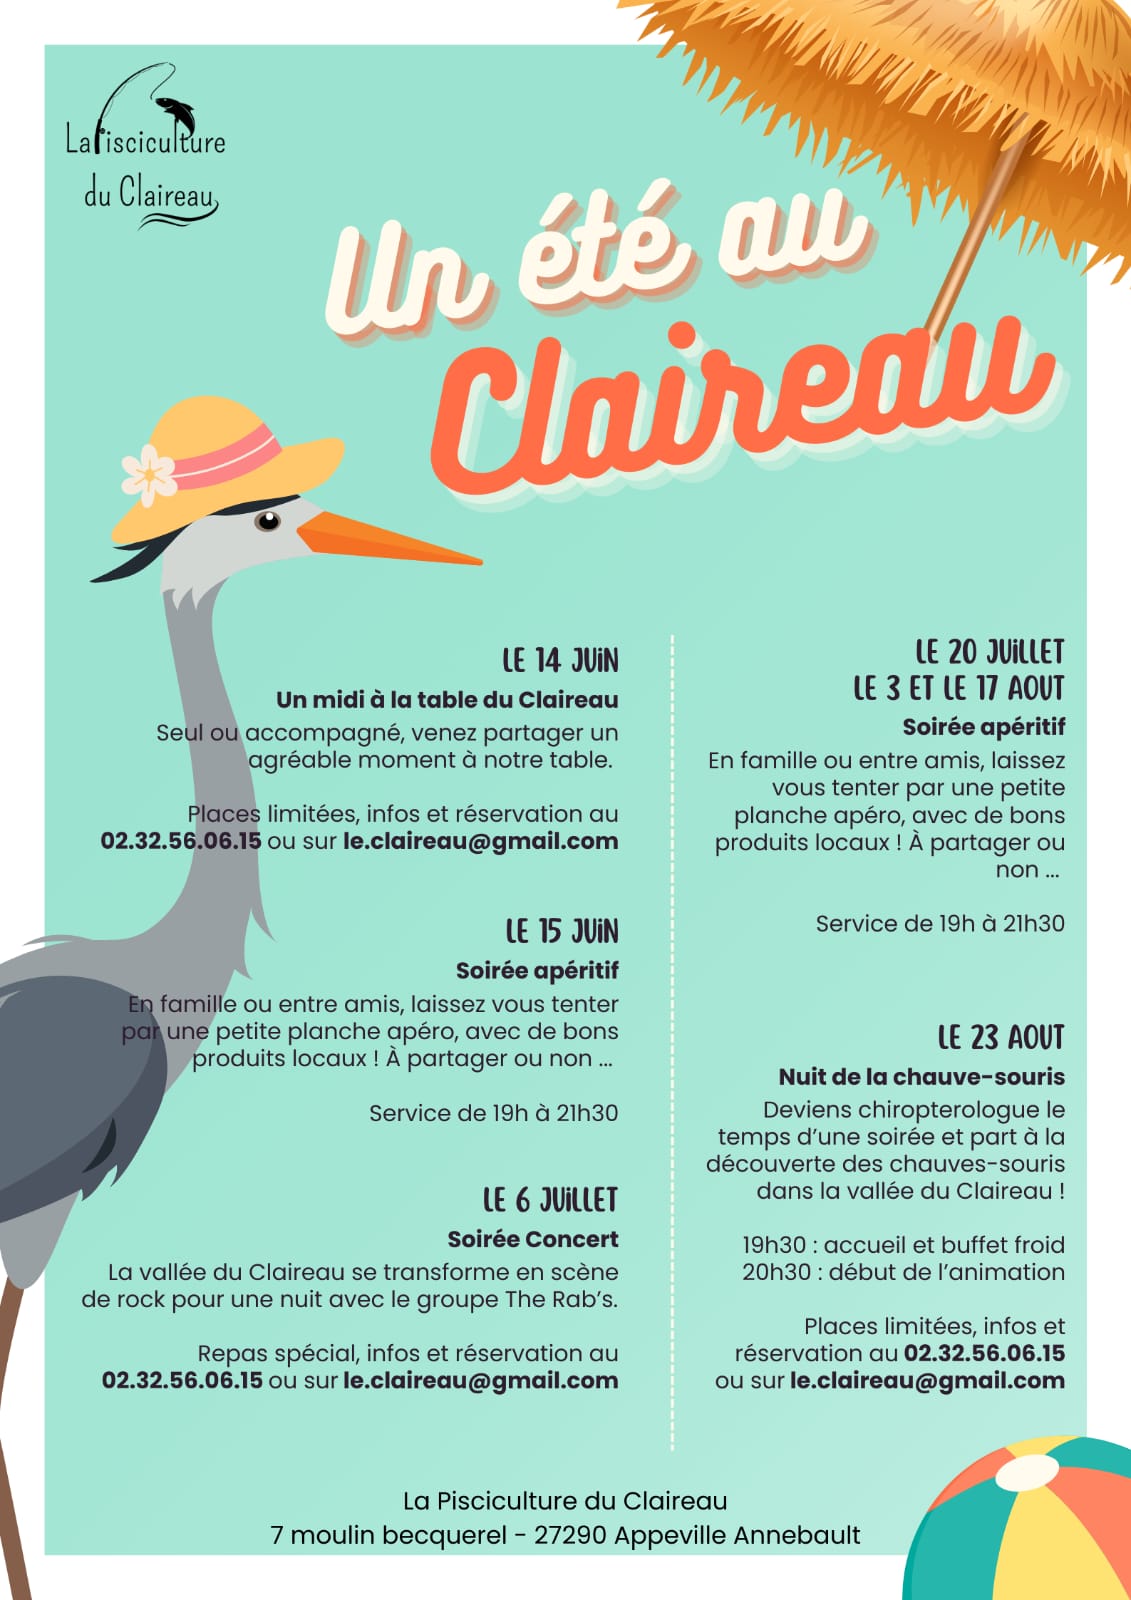 La Pisciculture
du Claireau
Un été au
Claireau
LE 14 JUiN
Un midi à la table du Claireau
Seul ou accompagné, venez partager un
agréable moment à notre table.
Places limitées, infos et réservation au
02.32.56.06.15 ou sur le.claireau@gmail.com
LE 15 JUiN
Soirée apéritif
En famille ou entre amis, laissez vous tenter
par une petite planche apéro, avec de bons
produits locaux ! À partager ou non ...
Service de 19h à 21h30
LE 6 JUiLLET
Soirée Concert
La vallée du Claireau se transforme en scène
de rock pour une nuit avec le groupe The Rab's.
Repas spécial, infos et réservation au
02.32.56.06.15 ou sur le.claireau@gmail.com
LE 20 JUiLLET
LE 3 ET LE 17 AOUT
Soirée apéritif
En famille ou entre amis, laissez
vous tenter par une petite
planche apéro, avec de bons
produits locaux ! À partager ou
non ...
Service de 19h à 21h30
LE 23 AOUT
Nuit de la chauve-souris
Deviens chiropterologue le
temps d'une soirée et part à la
découverte des chauves-souris
dans la vallée du Claireau !
19h30 : accueil et buffet froid
20h30 : début de l'animation
Places limitées, infos et
réservation au 02.32.56.06.15
ou sur le.claireau@gmail.com
La Pisciculture du Claireau
7 moulin becquerel - 27290 Appeville Annebault